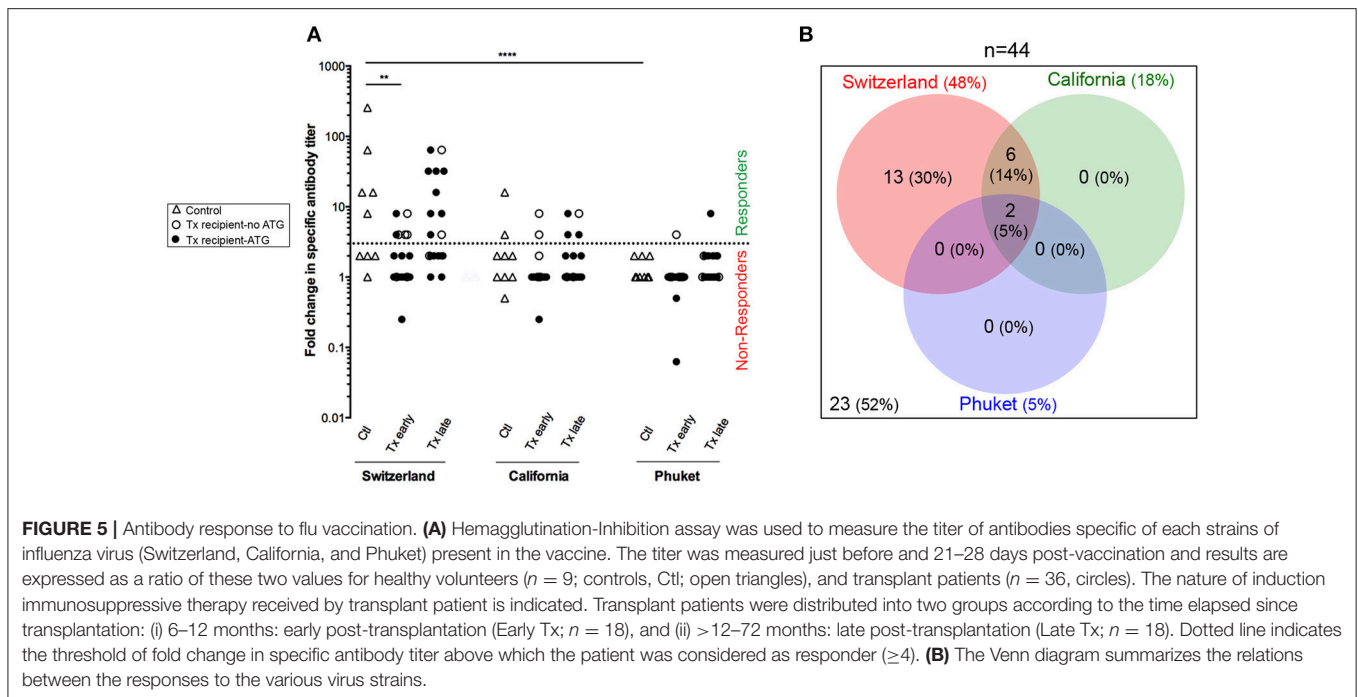 A
****
**
1000
100
10
1
0.1
0.01
Fold change in specific antibody titer
Control
Tx recipient-no ATG
Tx recipient-ATG
Responders
Non-Responders
Ctl
Tx early
Tx late
Ctl
Tx early
Tx late
Ctl
Tx early
Tx late
Switzerland
California
Phuket
B
n=44
Switzerland (48%)
California (18%)
6
(14%)
13 (30%)
0 (0%)
2
(5%)
0 (0%)
0 (0%)
0 (0%)
23 (52%)
Phuket (5%)
FIGURE 5 | Antibody response to flu vaccination. (A) Hemagglutination-Inhibition assay was used to measure the titer of antibodies specific of each strains of
influenza virus (Switzerland, California, and Phuket) present in the vaccine. The titer was measured just before and 21–28 days post-vaccination and results are
expressed as a ratio of these two values for healthy volunteers (n = 9; controls, Ctl; open triangles), and transplant patients (n = 36, circles). The nature of induction
immunosuppressive therapy received by transplant patient is indicated. Transplant patients were distributed into two groups according to the time elapsed since
transplantation: (i) 6–12 months: early post-transplantation (Early Tx; n = 18), and (ii) >12–72 months: late post-transplantation (Late Tx; n = 18). Dotted line indicates
the threshold of fold change in specific antibody titer above which the patient was considered as responder (≥4). (B) The Venn diagram summarizes the relations
between the responses to the various virus strains.